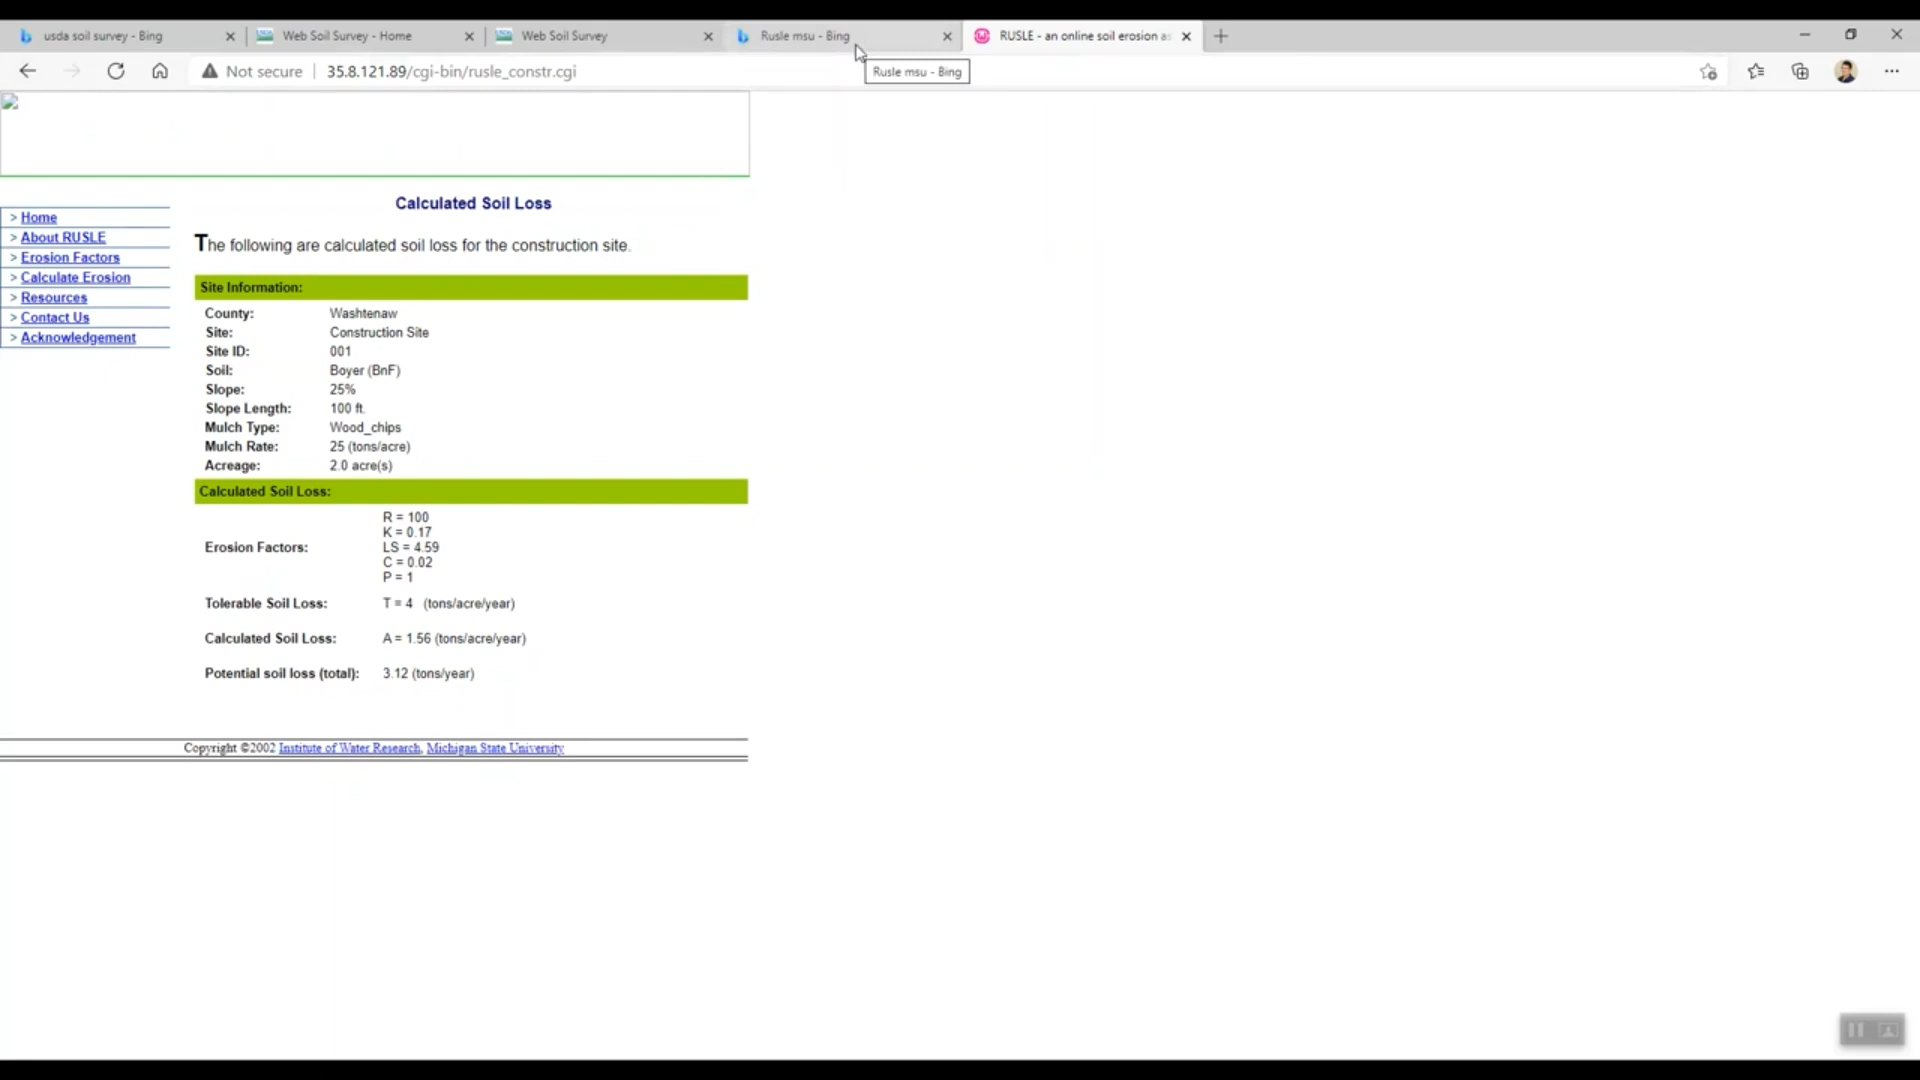 usda soil survey - Bing
Web Soil Survey - Home
Web Soil Survey
Rusle msu - Bing
RUSLE - an online soil erosion as
Not secure
35.8.121.89/cgi-bin/rusle_constr.cgi
Rusle msu - Bing
Calculated Soil Loss
> Home
> About RUSLE
> Erosion Factors
> Calculate Erosion
> Resources
> Contact Us
> Acknowledgement
The following are calculated soil loss for the construction site.
Site Information:
County: Washtenaw
Site: Construction Site
Site ID: 001
Soil: Boyer (BnF)
Slope: 25%
Slope Length: 100 ft.
Mulch Type: Wood_chips
Mulch Rate: 25 (tons/acre)
Acreage: 2.0 acre(s)
Calculated Soil Loss:
Erosion Factors:
R = 100
K = 0.17
LS = 4.59
C = 0.02
P = 1
Tolerable Soil Loss: T = 4 (tons/acre/year)
Calculated Soil Loss: A = 1.56 (tons/acre/year)
Potential soil loss (total): 3.12 (tons/year)
Copyright ©2002 Institute of Water Research, Michigan State University